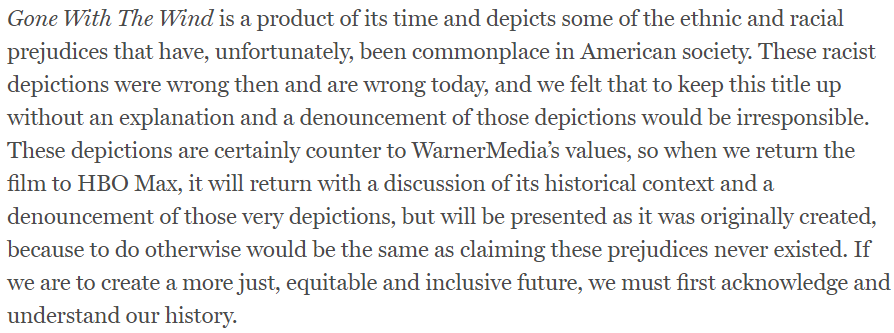 Gone With The Wind is a product of its time and depicts some of the ethnic and racial
prejudices that have, unfortunately, been commonplace in American society. These racist
depictions were wrong then and are wrong today, and we felt that to keep this title up
without an explanation and a denouncement of those depictions would be irresponsible.
These depictions are certainly counter to WarnerMedia’s values, so when we return the
film to HBO Max, it will return with a discussion of its historical context and a
denouncement of those very depictions, but will be presented as it was originally created,
because to do otherwise would be the same as claiming these prejudices never existed. If
we are to create a more just, equitable and inclusive future, we must first acknowledge and
understand our history.